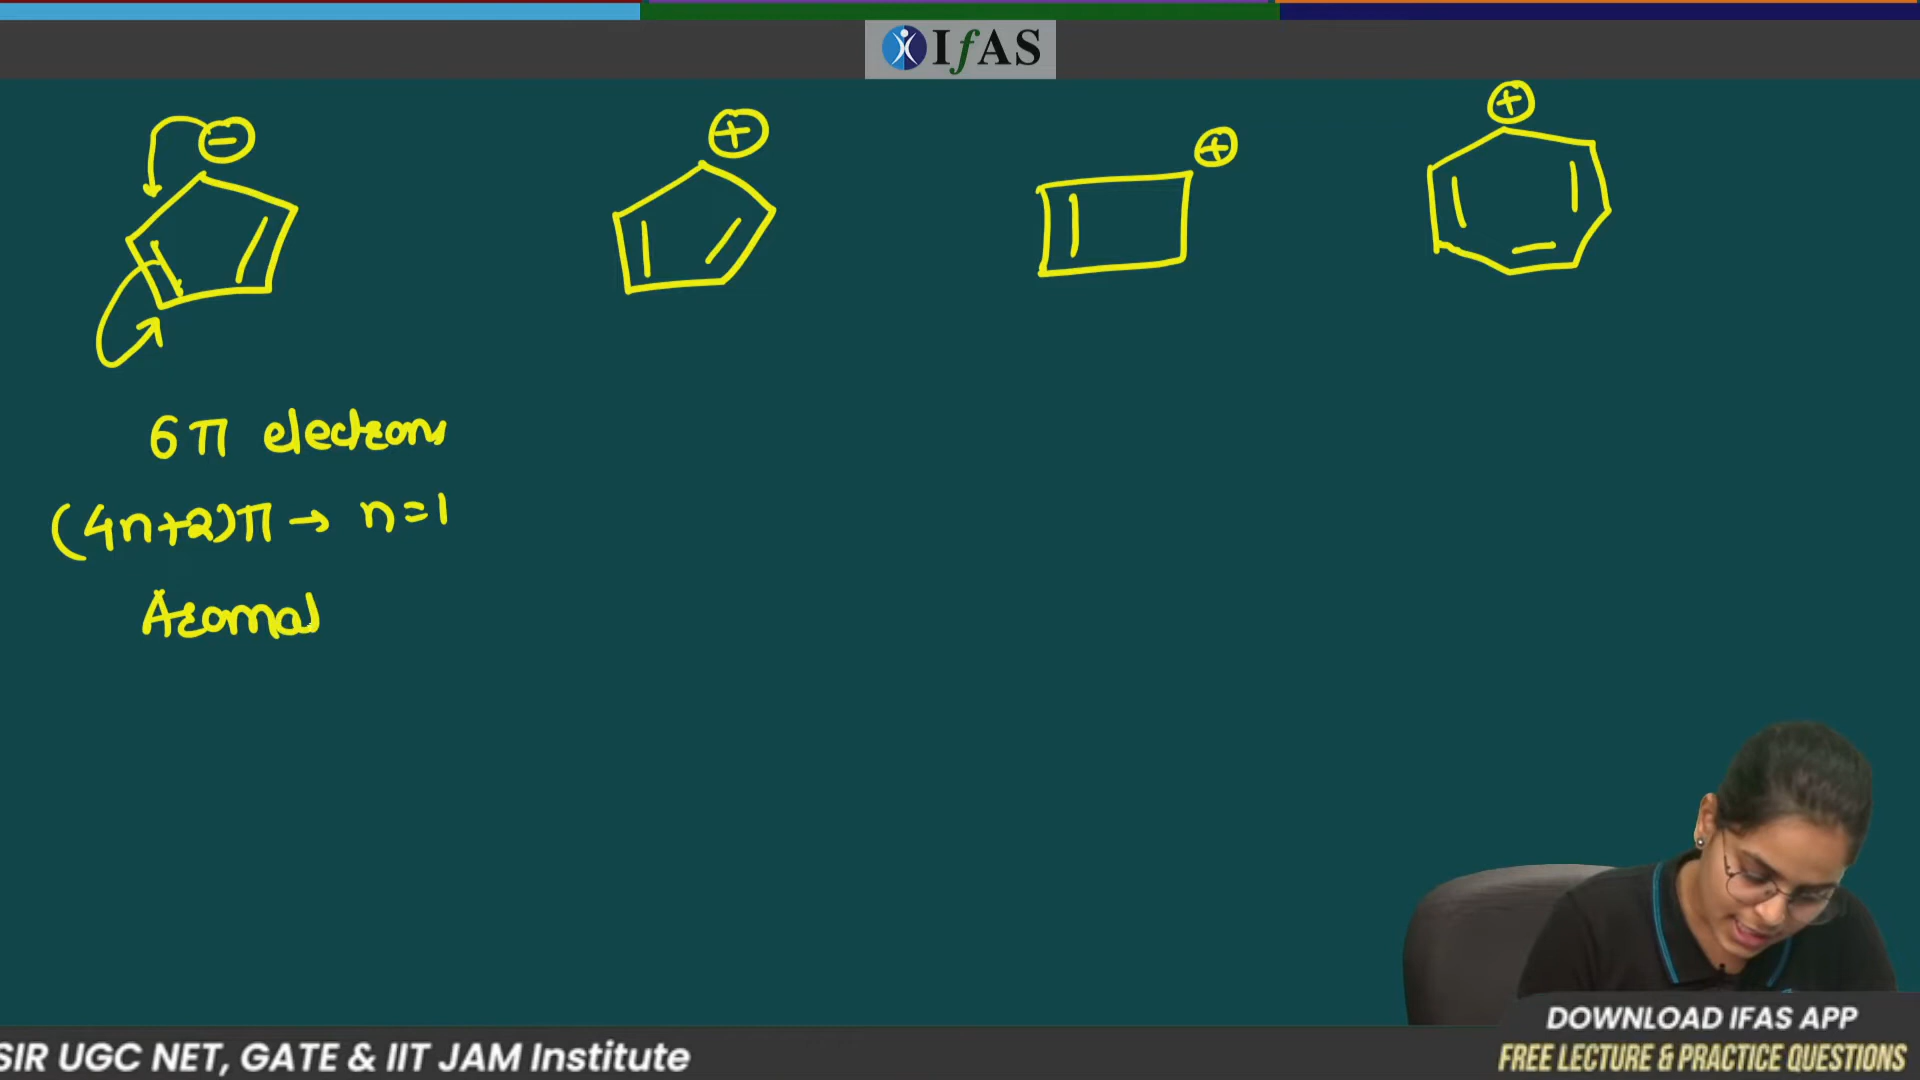 IfAS
⊖
⊕
⊕
⊕
6π electrons
(4n+2)π → n=1
Aromat
SIR UGC NET, GATE & IIT JAM Institute
DOWNLOAD IFAS APP
FREE LECTURE & PRACTICE QUESTIONS